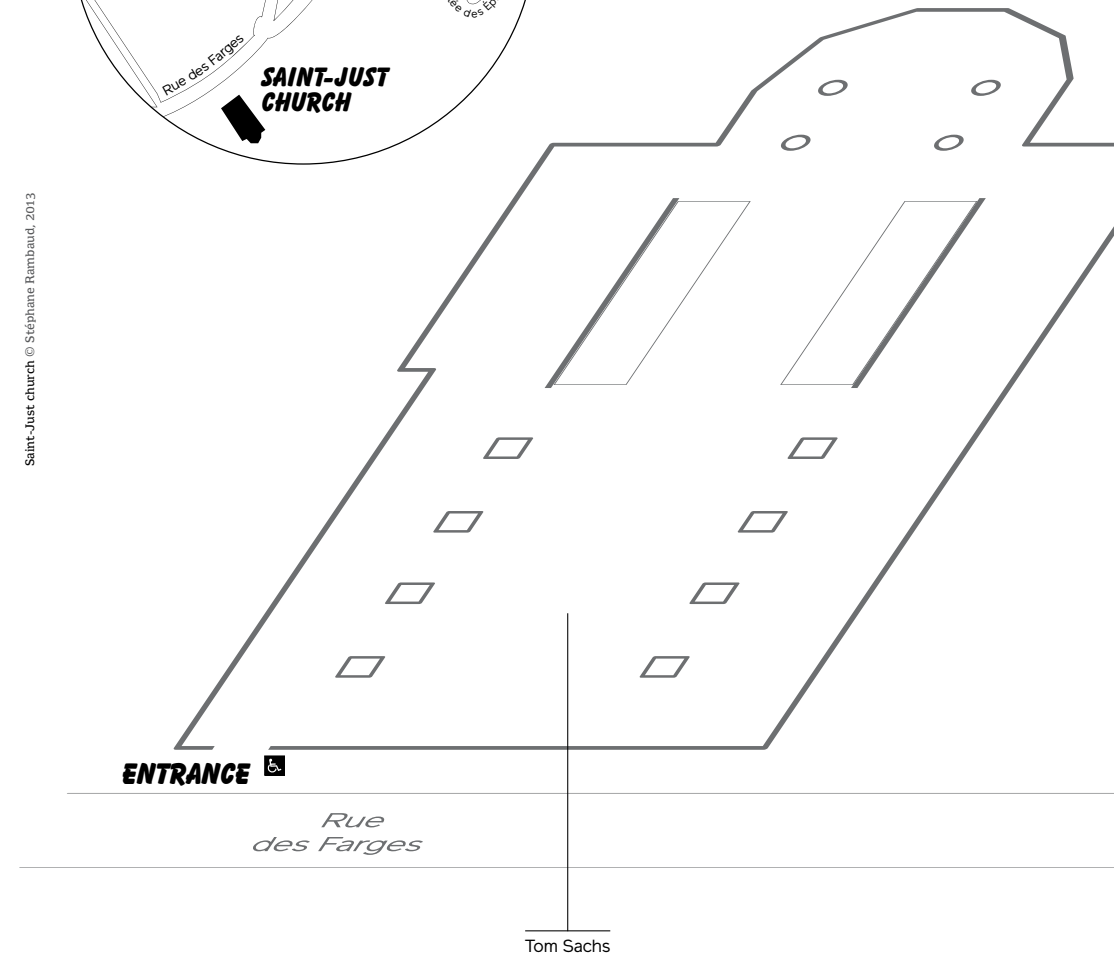 Rue des Farges
SAINT-JUST
CHURCH
Saint-Just church © Stéphane Rambaud, 2013
ENTRANCE
Rue
des Farges
Tom Sachs